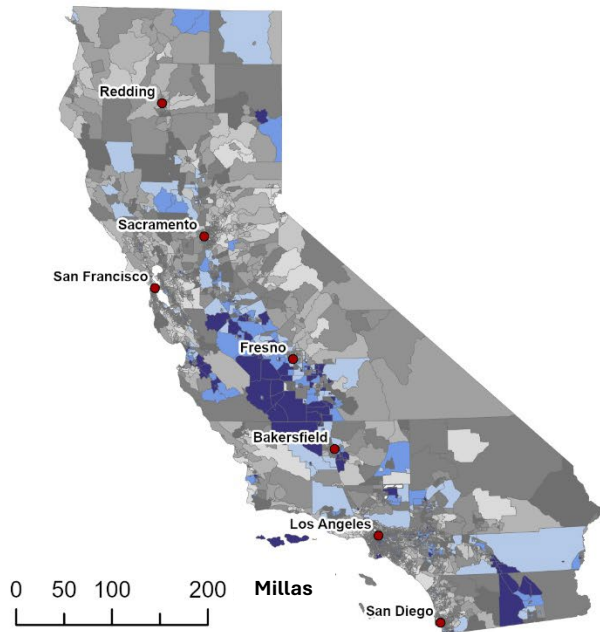 Redding
Sacramento
San Francisco
Fresno
Bakersfield
Los Angeles
0 50 100 200 Millas
San Diego